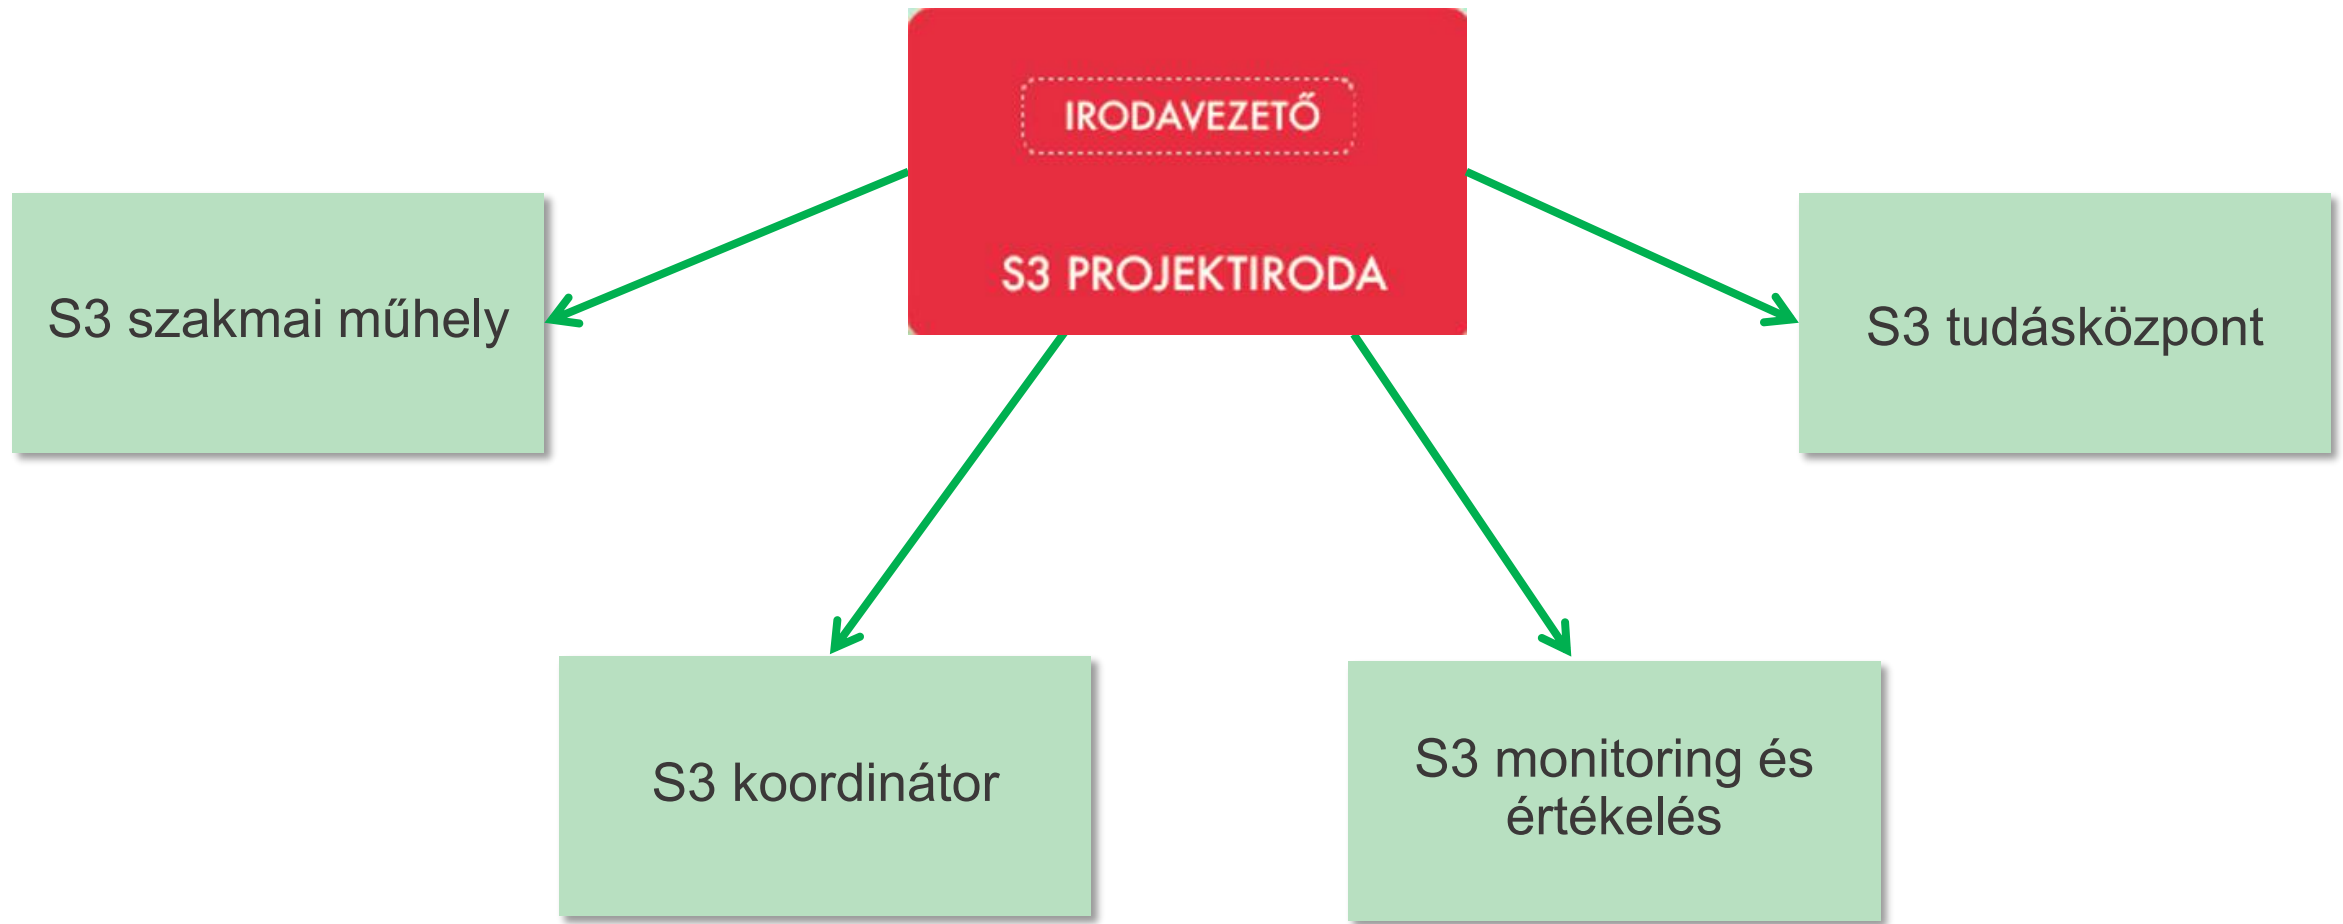 IRODAVEZETŐ
S3 PROJEKTIRODA
S3 szakmai műhely
S3 tudásközpont
S3 koordinátor
S3 monitoring és
értékelés